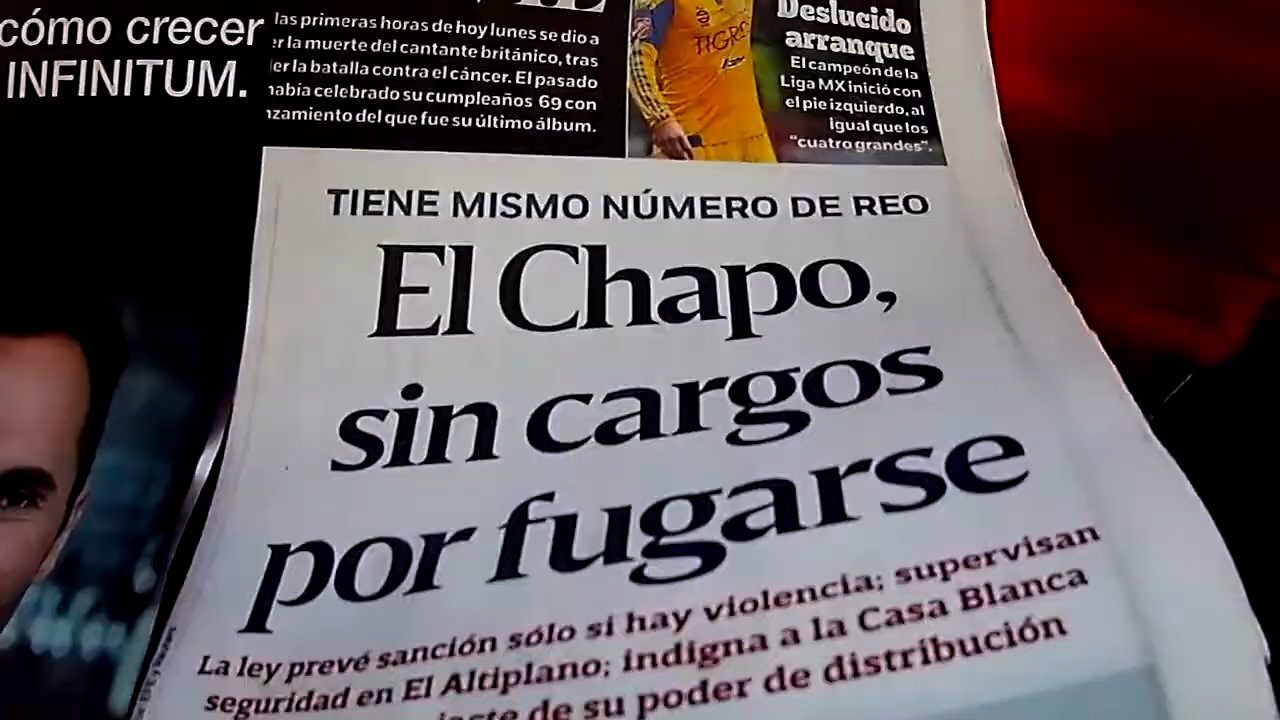 cómo crecer
INFINITUM.
las primeras horas de hoy lunes se dio a
la muerte del cantante británico, tras
la batalla contra el cáncer. El pasado
había celebrado su cumpleaños 69 con
del que fue su último álbum.
TIGRES
Deslucido
arranque
El campeón de la
Liga MX inició con
el pie izquierdo, al
igual que los
"cuatro grandes".
TIENE MISMO NÚMERO DE REO
El Chapo,
sin cargos
por fugarse
La ley prevé sanción sólo si hay violencia; supervisan
seguridad en El Altiplano; indigna a la Casa Blanca
de su poder de distribución